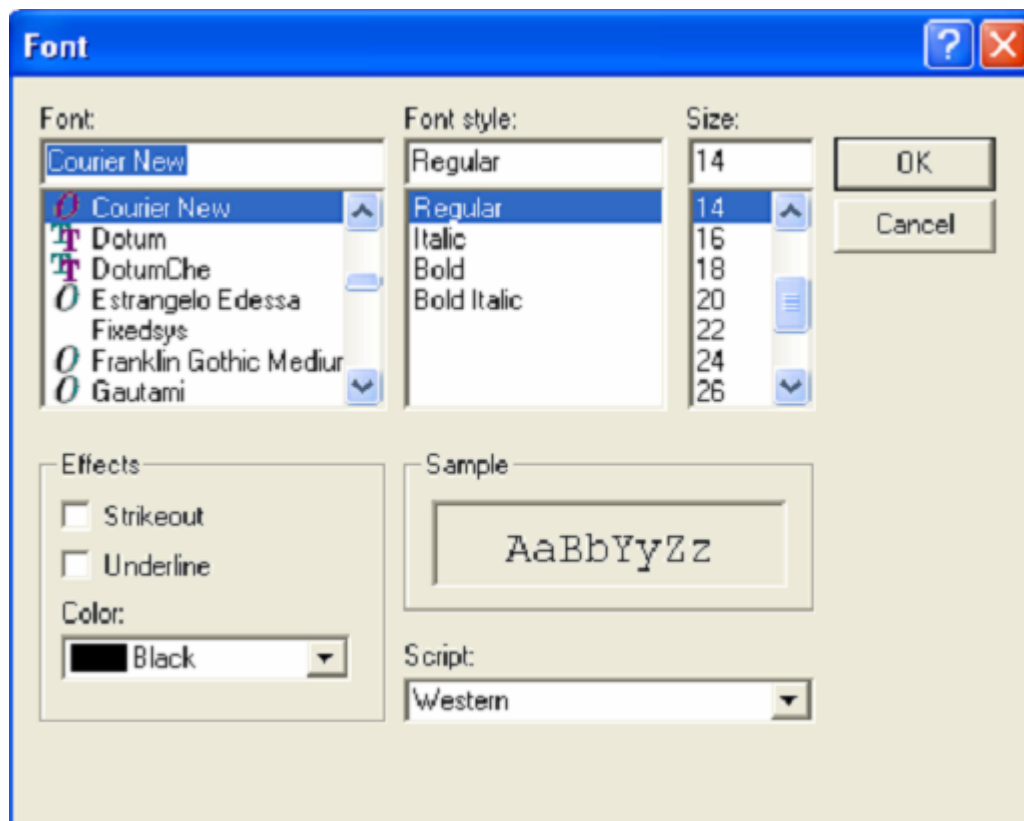 Font
Font:
Font style:
Size:
Courier New
Regular
14
OK
Cancel
Courier New
Dotum
DotumChe
Estrangelo Edessa
Fixedsys
Franklin Gothic Mediur
Gautami
Regular
Italic
Bold
Bold Italic
14
16
18
20
22
24
26
Effects
Strikeout
Underline
Color:
Black
Sample
AaBbYyZz
Script:
Western